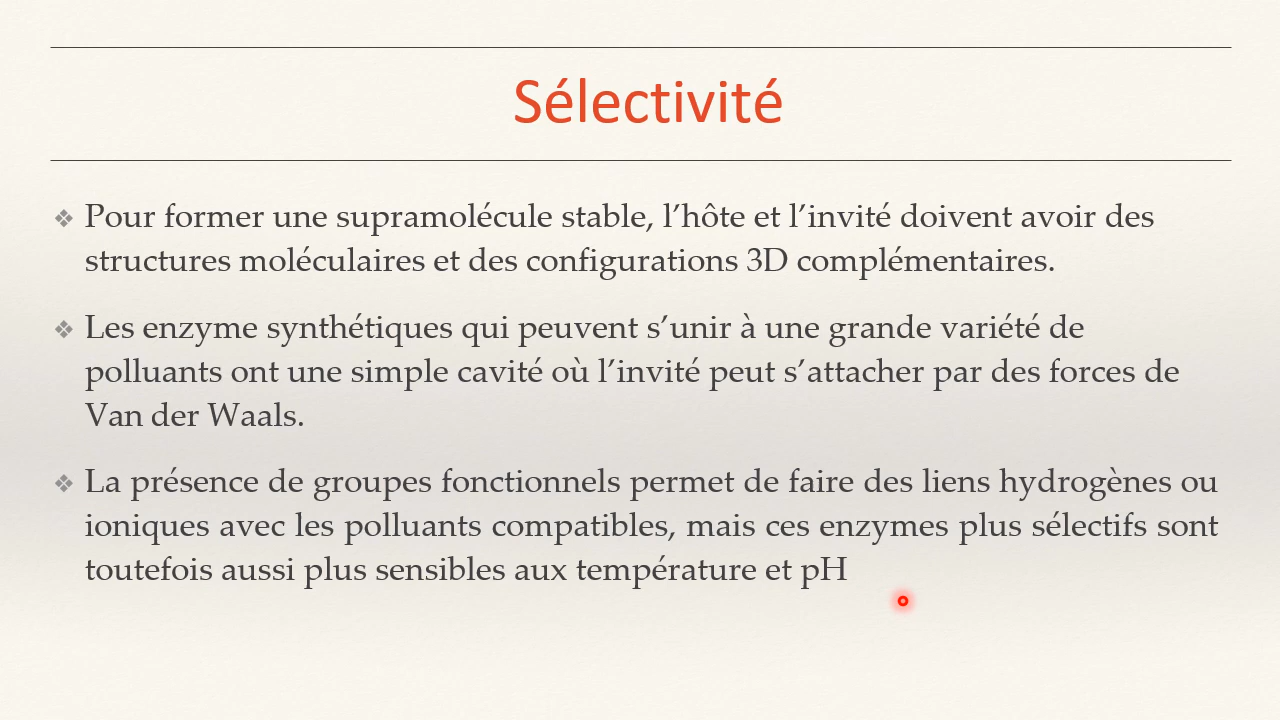 Sélectivité
❖ Pour former une supramolécule stable, l’hôte et l’invité doivent avoir des
structures moléculaires et des configurations 3D complémentaires.
❖ Les enzyme synthétiques qui peuvent s’unir à une grande variété de
polluants ont une simple cavité où l’invité peut s’attacher par des forces de
Van der Waals.
❖ La présence de groupes fonctionnels permet de faire des liens hydrogènes ou
ioniques avec les polluants compatibles, mais ces enzymes plus sélectifs sont
toutefois aussi plus sensibles aux température et pH